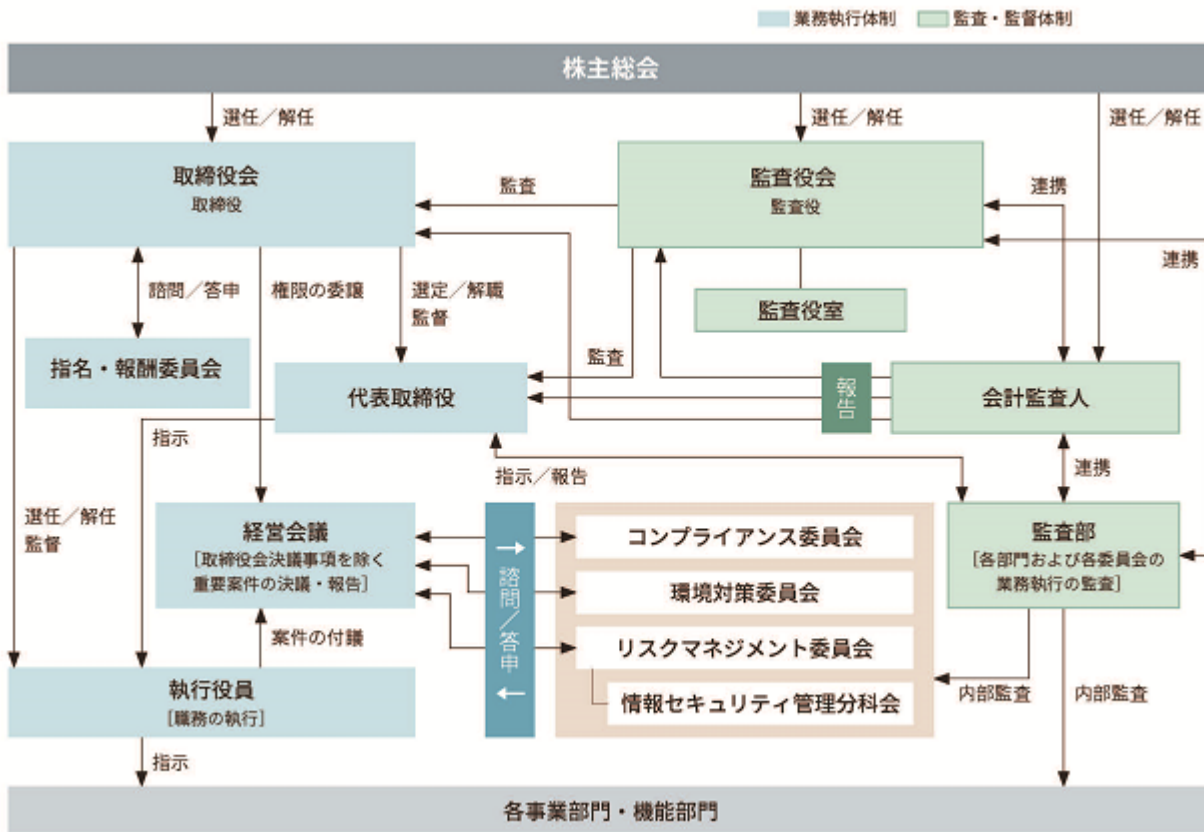 業務執行体制
監査・監督体制
株主総会
選任／解任
選任／解任
選任／解任
取締役会
取締役
監査
監査役会
監査役
連携
連携
諮問／答申
権限の委譲
選定／解職
監督
監査役室
指名・報酬委員会
監査
代表取締役
報告
会計監査人
指示
指示／報告
連携
選任／解任
監督
経営会議
［取締役会決議事項を除く
重要案件の決議・報告］
諮問／答申
コンプライアンス委員会
環境対策委員会
リスクマネジメント委員会
情報セキュリティ管理分科会
監査部
［各部門および各委員会の
業務執行の監査］
案件の付議
執行役員
［職務の執行］
内部監査
内部監査
指示
各事業部門・機能部門